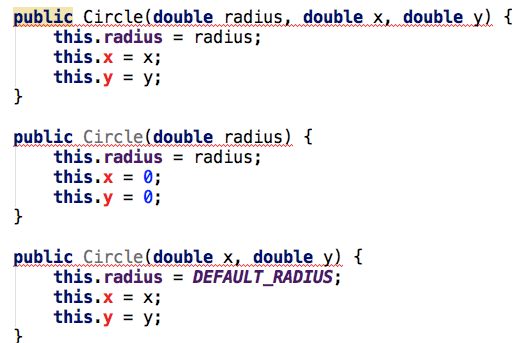 public Circle(double radius, double x, double y) {
    this.radius = radius;
    this.x = x;
    this.y = y;
}

public Circle(double radius) {
    this.radius = radius;
    this.x = 0;
    this.y = 0;
}

public Circle(double x, double y) {
    this.radius = DEFAULT_RADIUS;
    this.x = x;
    this.y = y;
}